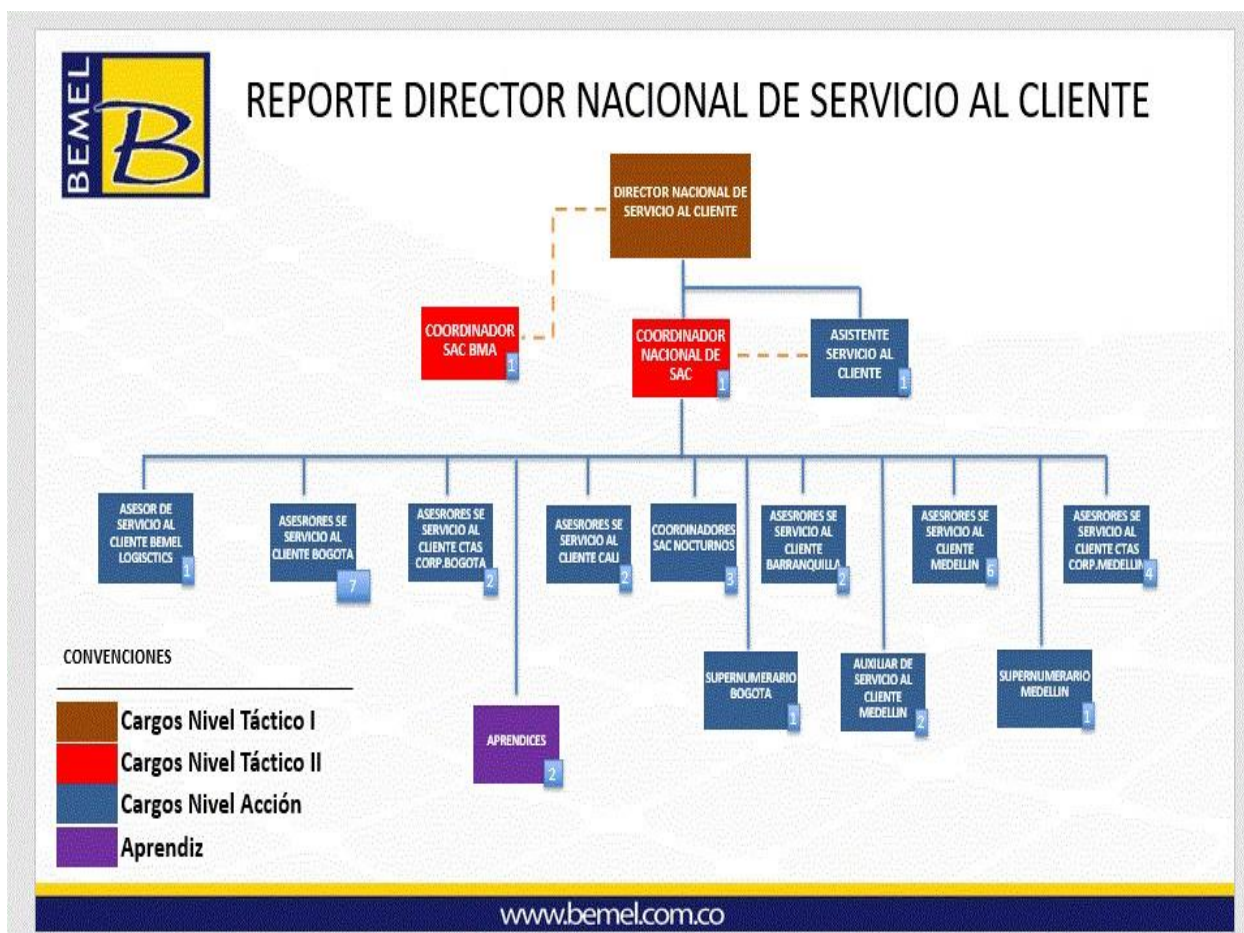 BEMEL
B
REPORTE DIRECTOR NACIONAL DE SERVICIO AL CLIENTE
DIRECTOR NACIONAL DE
SERVICIO AL CLIENTE
COORDINADOR
SAC BMA
1
COORDINADOR
NACIONAL DE
SAC
1
ASISTENTE
SERVICIO AL
CLIENTE
1
ASESOR DE
SERVICIO AL
CLIENTE BEMEL
LOGISCTICS
1
ASESRORES SE
SERVICIO AL
CLIENTE BOGOTA
7
ASESRORES SE
SERVICIO AL
CLIENTE CTAS
CORP.BOGOTA
2
ASESRORES SE
SERVICIO AL
CLIENTE CALI
2
COORDINADORES
SAC NOCTURNOS
3
ASESRORES SE
SERVICIO AL
CLIENTE
BARRANQUILLA
2
ASESRORES SE
SERVICIO AL
CLIENTE
MEDELLIN
6
ASESRORES SE
SERVICIO AL
CLIENTE CTAS
CORP.MEDELLIN
4
APRENDICES
2
SUPERNUMERARIO
BOGOTA
1
AUXILIAR DE
SERVICIO AL
CLIENTE
MEDELLIN
2
SUPERNUMERARIO
MEDELLIN
1
CONVENCIONES
Cargos Nivel Táctico I
Cargos Nivel Táctico II
Cargos Nivel Acción
Aprendiz
www.bemel.com.co